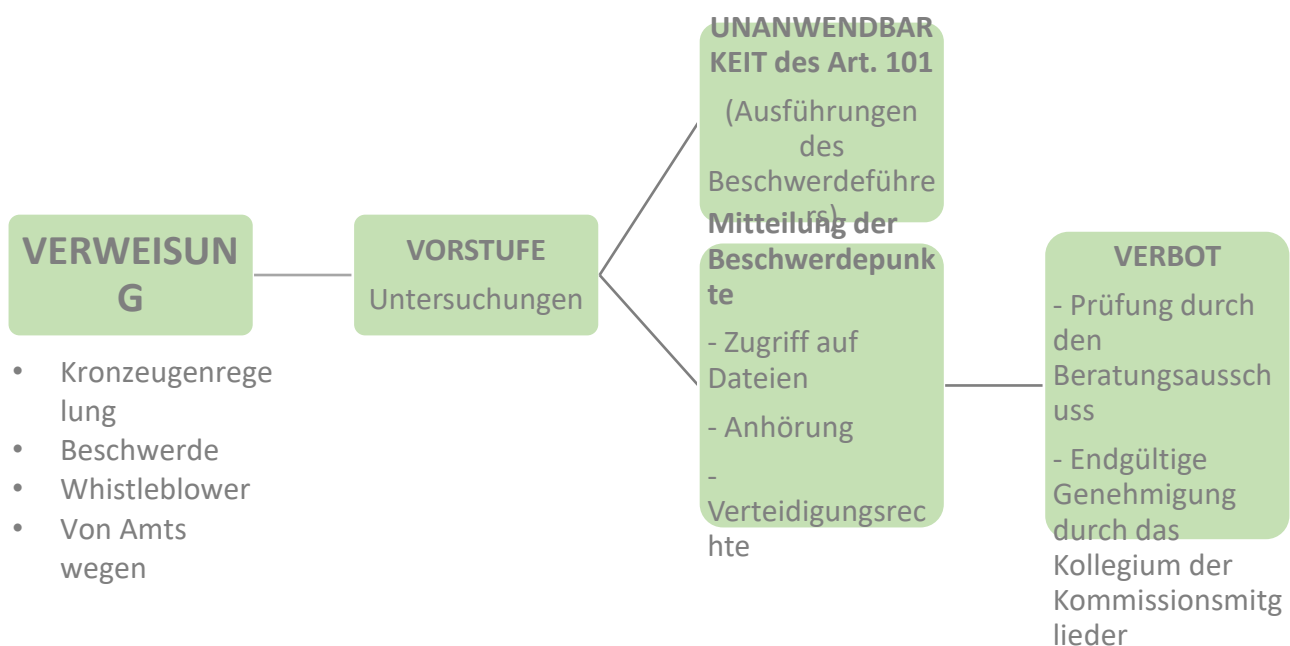 VERWEISUN
G
• Kronzeugenrege
lung
• Beschwerde
• Whistleblower
• Von Amts
wegen
VORSTUFE
Untersuchungen
UNANWENDBAR
KEIT des Art. 101
(Ausführungen
des
Beschwerdeführe
rs)
Mitteilung der
Beschwerdepunk
te
- Zugriff auf
Dateien
- Anhörung
-
Verteidigungsrec
hte
VERBOT
- Prüfung durch
den
Beratungsaussch
uss
- Endgültige
Genehmigung
durch das
Kollegium der
Kommissionsmitg
lieder